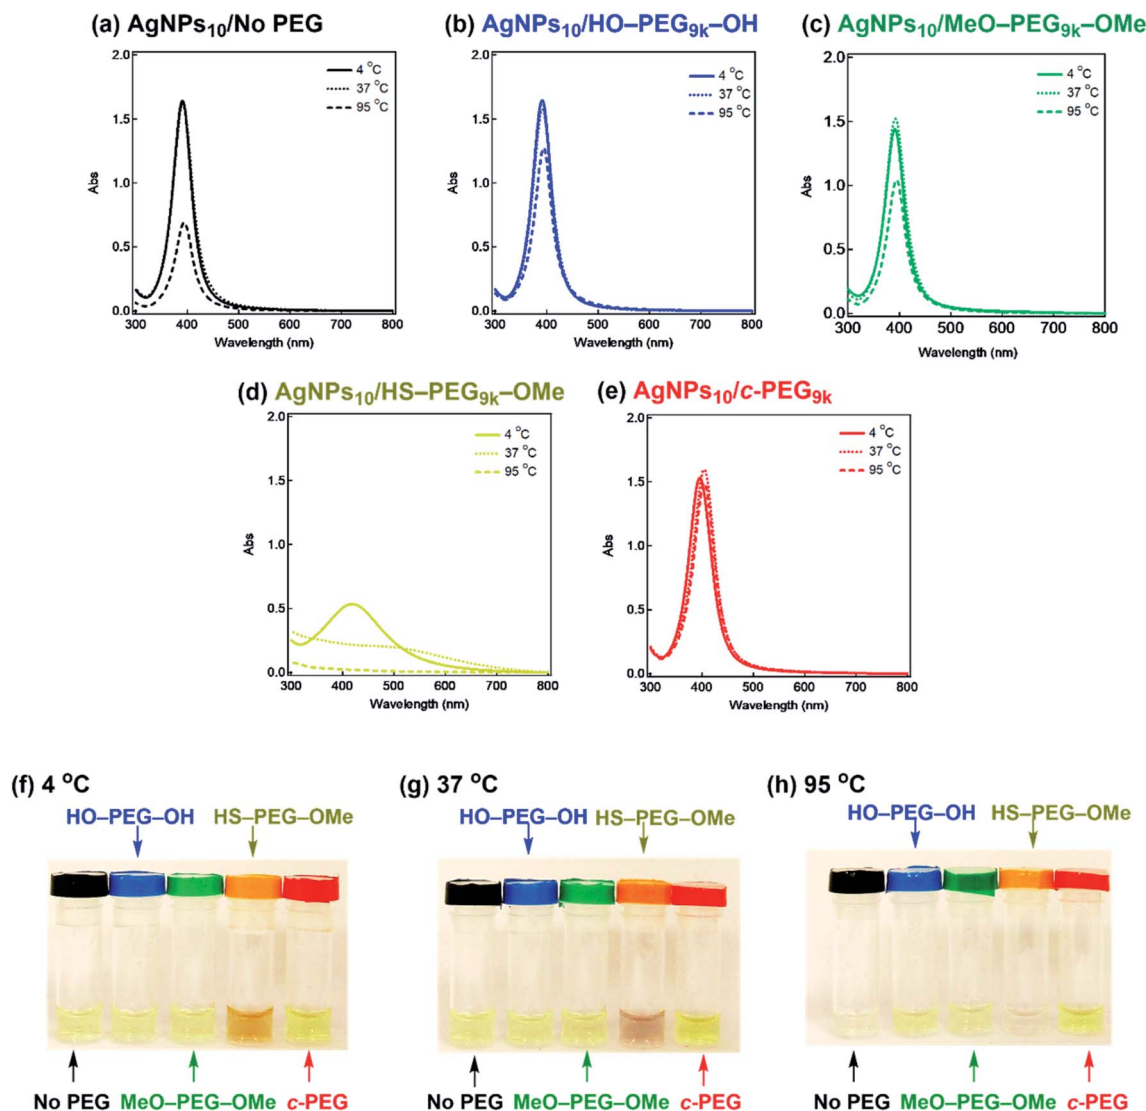 (a) AgNPs₁₀/No PEG
2.0
1.5
1.0
0.5
0.0
Abs
4 °C
37 °C
95 °C
300 400 500 600 700 800
Wavelength (nm)
(b) AgNPs₁₀/HO–PEG₉ₖ–OH
2.0
1.5
1.0
0.5
0.0
Abs
4 °C
37 °C
95 °C
300 400 500 600 700 800
Wavelength (nm)
(c) AgNPs₁₀/MeO–PEG₉ₖ–OMe
2.0
1.5
1.0
0.5
0.0
Abs
4 °C
37 °C
95 °C
300 400 500 600 700 800
Wavelength (nm)
(d) AgNPs₁₀/HS–PEG₉ₖ–OMe
2.0
1.5
1.0
0.5
0.0
Abs
4 °C
37 °C
95 °C
300 400 500 600 700 800
Wavelength (nm)
(e) AgNPs₁₀/c-PEG₉ₖ
2.0
1.5
1.0
0.5
0.0
Abs
4 °C
37 °C
95 °C
300 400 500 600 700 800
Wavelength (nm)
(f) 4 °C
HO–PEG–OH HS–PEG–OMe
No PEG MeO–PEG–OMe c-PEG
(g) 37 °C
HO–PEG–OH HS–PEG–OMe
No PEG MeO–PEG–OMe c-PEG
(h) 95 °C
HO–PEG–OH HS–PEG–OMe
No PEG MeO–PEG–OMe c-PEG